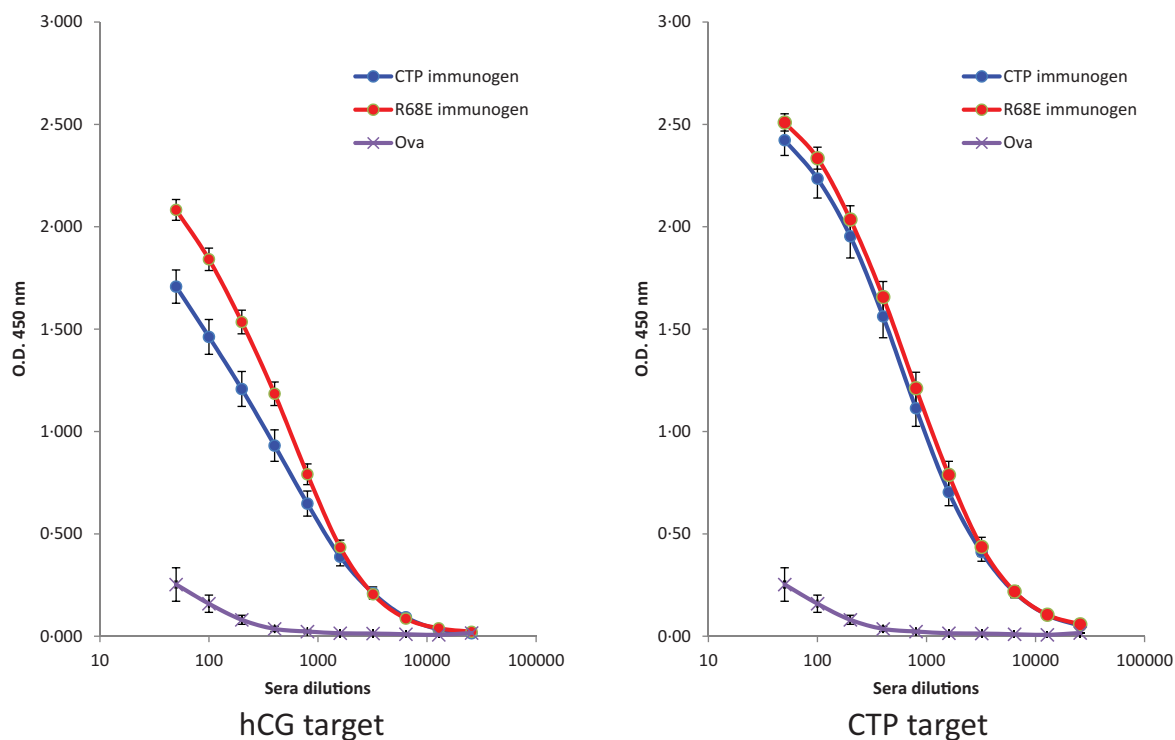 3·000
2·500
2·000
1·500
1·000
0·500
0·000
O.D. 450 nm
10
100
1000
10000
100000
Sera dilutions
CTP immunogen
R68E immunogen
Ova
hCG target
3·00
2·50
2·00
1·50
1·00
0·50
0·00
O.D. 450 nm
10
100
1000
10000
100000
Sera dilutions
CTP immunogen
R68E immunogen
Ova
CTP target